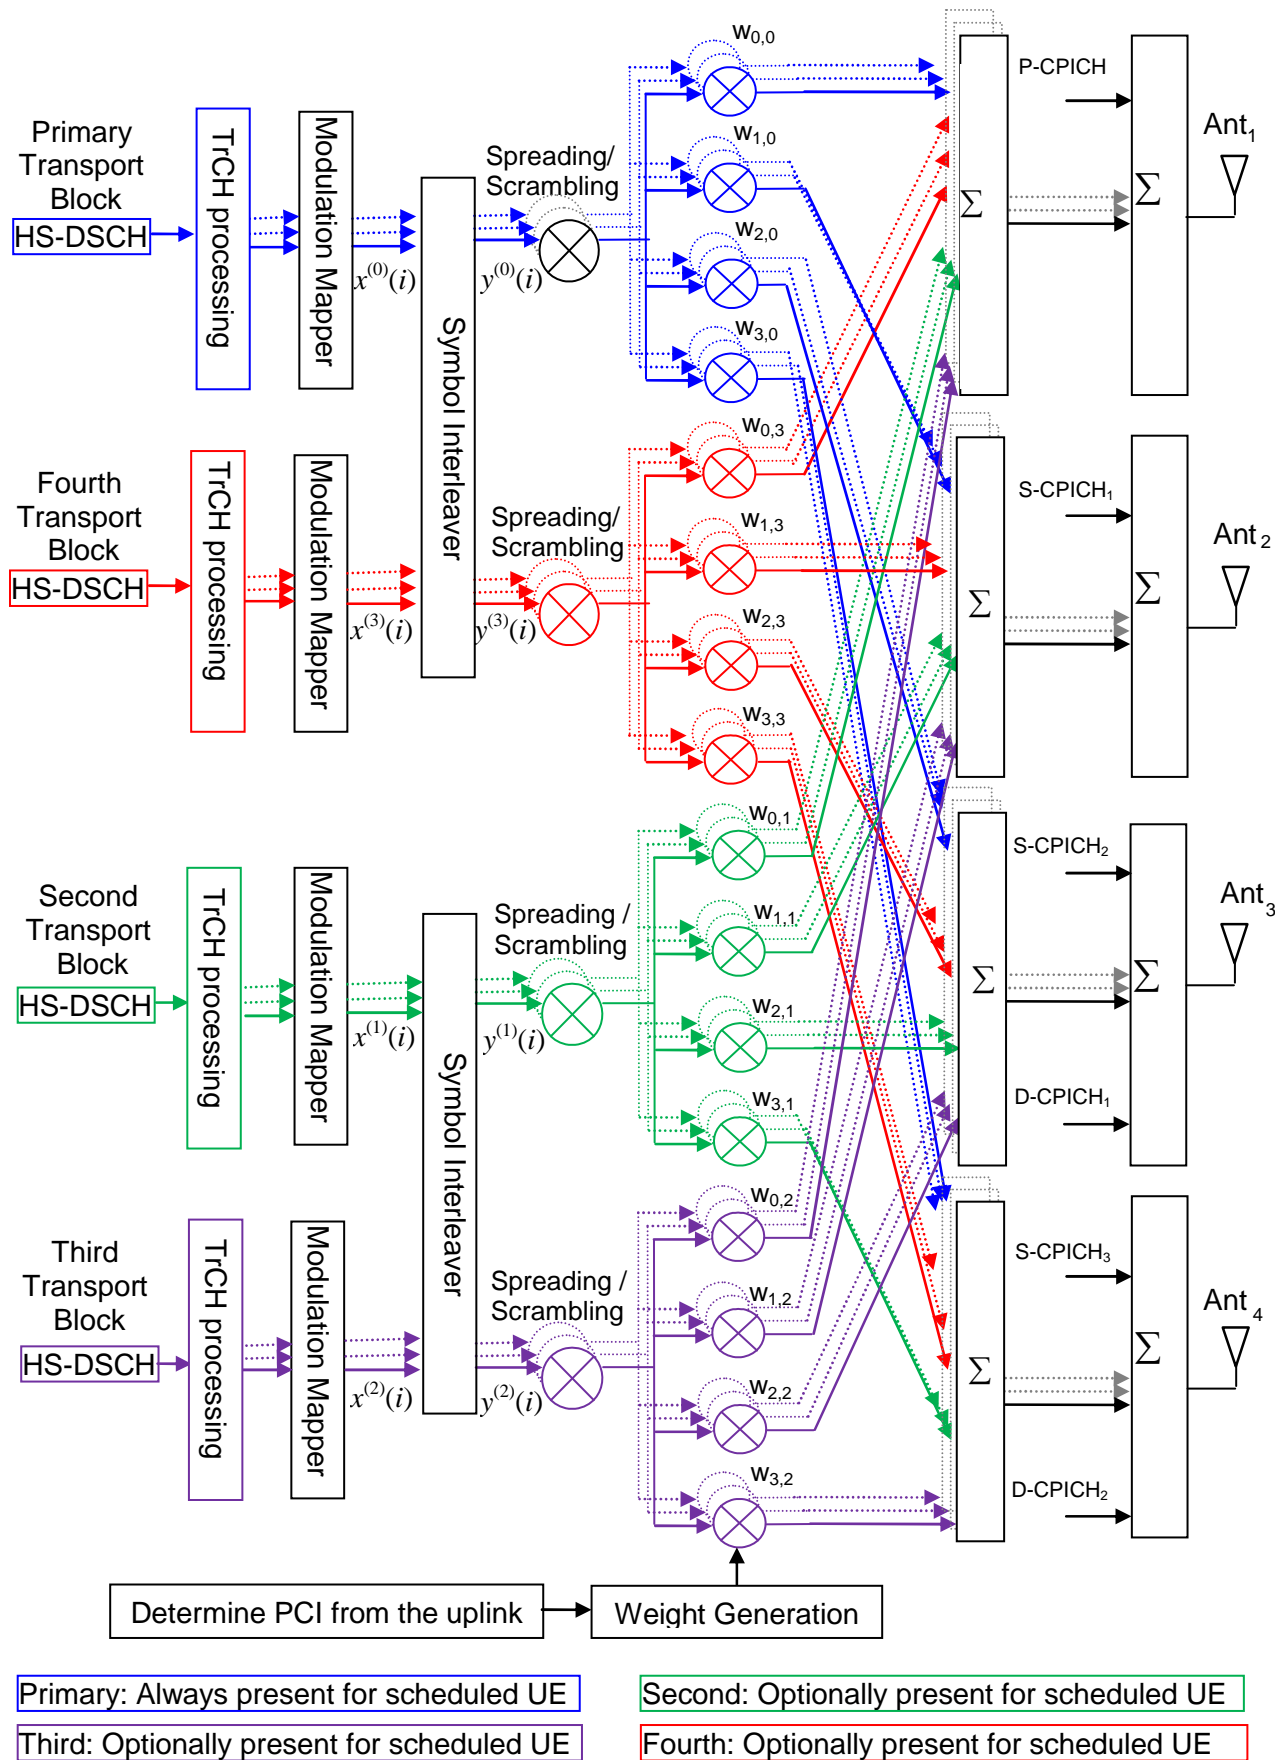 Primary
Transport
Block
HS-DSCH
TrCH processing
Modulation Mapper
x^(0)(i)
Symbol Interleaver
y^(0)(i)
Spreading/
Scrambling
w0,0
w1,0
w2,0
w3,0
Σ
P-CPICH
Σ
Ant1
Fourth
Transport
Block
HS-DSCH
TrCH processing
Modulation Mapper
x^(3)(i)
y^(3)(i)
Spreading/
Scrambling
w0,3
w1,3
w2,3
w3,3
Σ
S-CPICH1
Σ
Ant2
Second
Transport
Block
HS-DSCH
TrCH processing
Modulation Mapper
x^(1)(i)
Symbol Interleaver
y^(1)(i)
Spreading /
Scrambling
w0,1
w1,1
w2,1
w3,1
Σ
S-CPICH2
D-CPICH1
Σ
Ant3
Third
Transport
Block
HS-DSCH
TrCH processing
Modulation Mapper
x^(2)(i)
y^(2)(i)
Spreading /
Scrambling
w0,2
w1,2
w2,2
w3,2
Σ
S-CPICH3
D-CPICH2
Σ
Ant4
Determine PCI from the uplink
Weight Generation
Primary: Always present for scheduled UE
Second: Optionally present for scheduled UE
Third: Optionally present for scheduled UE
Fourth: Optionally present for scheduled UE